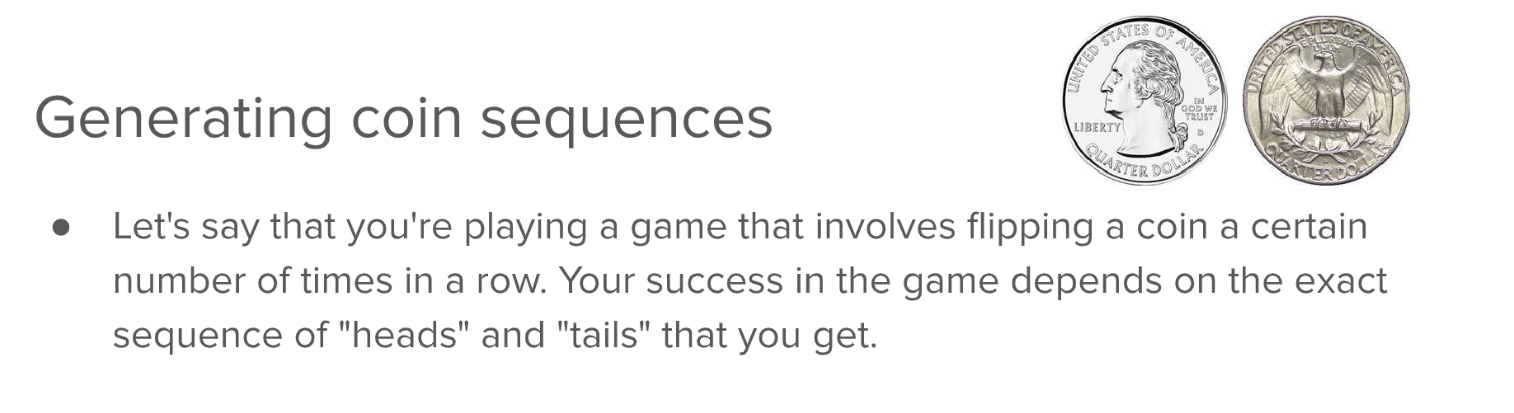 UNITED STATES OF AMERICA
IN
GOD WE
TRUST
LIBERTY
D
QUARTER DOLLAR
UNITED STATES OF AMERICA
QUARTER DOLLAR
Generating coin sequences
● Let's say that you're playing a game that involves flipping a coin a certain
number of times in a row. Your success in the game depends on the exact
sequence of "heads" and "tails" that you get.